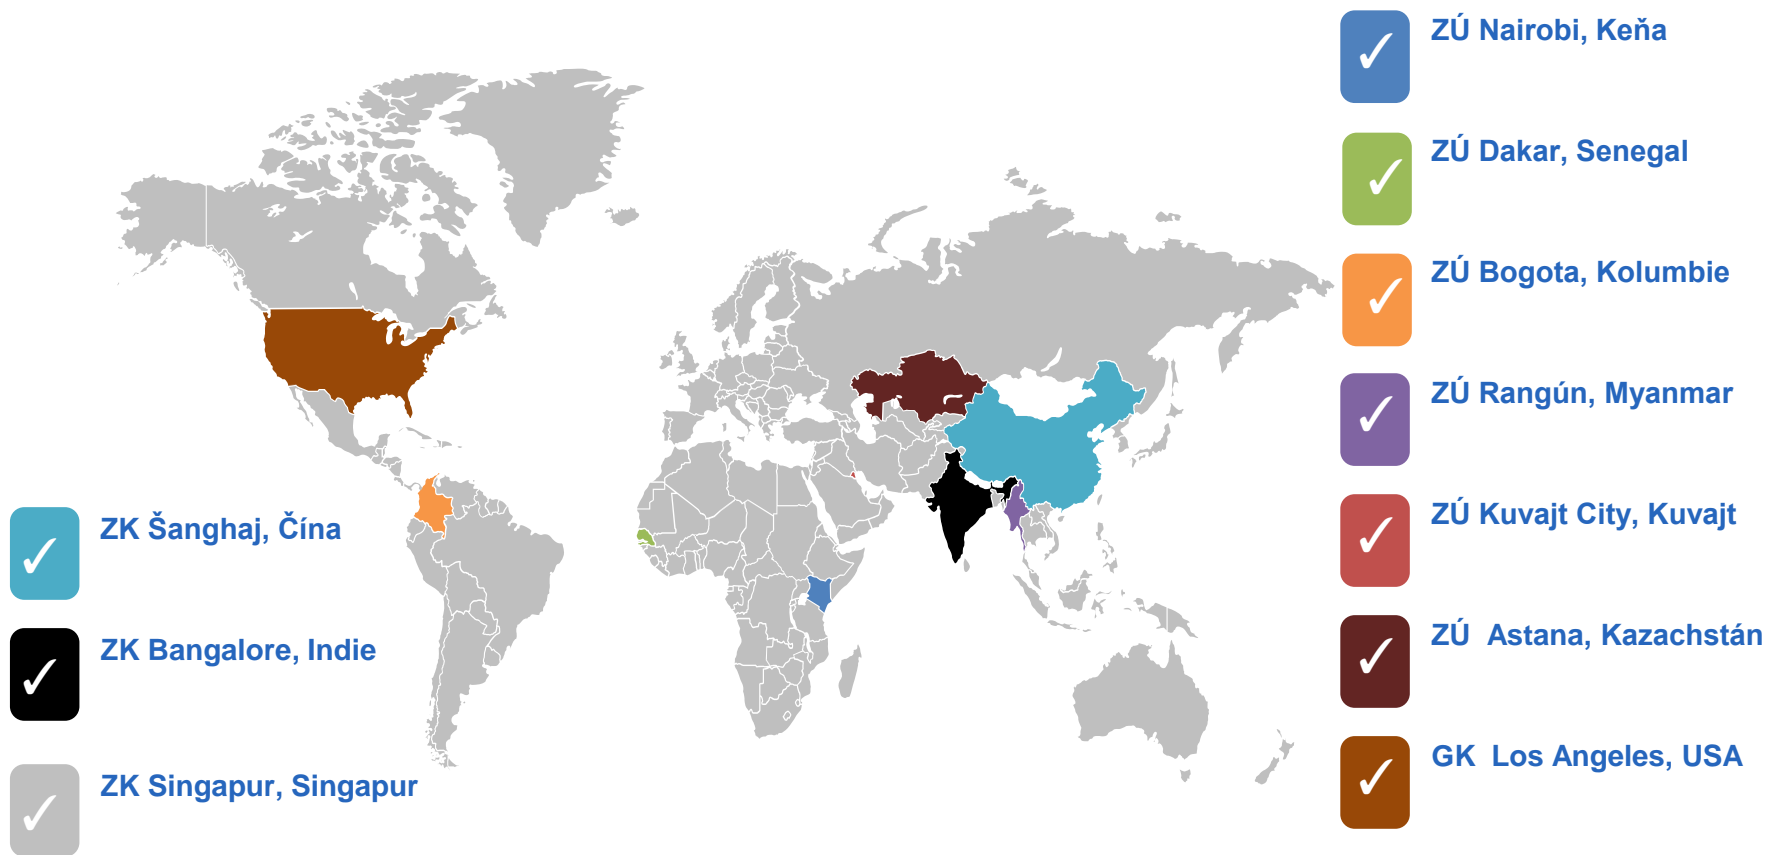 ZÚ Nairobi, Keňa
ZÚ Dakar, Senegal
ZÚ Bogota, Kolumbie
ZÚ Rangún, Myanmar
ZÚ Kuvajt City, Kuvajt
ZÚ  Astana, Kazachstán
GK  Los Angeles, USA
ZK Šanghaj, Čína
ZK Bangalore, Indie
ZK Singapur, Singapur